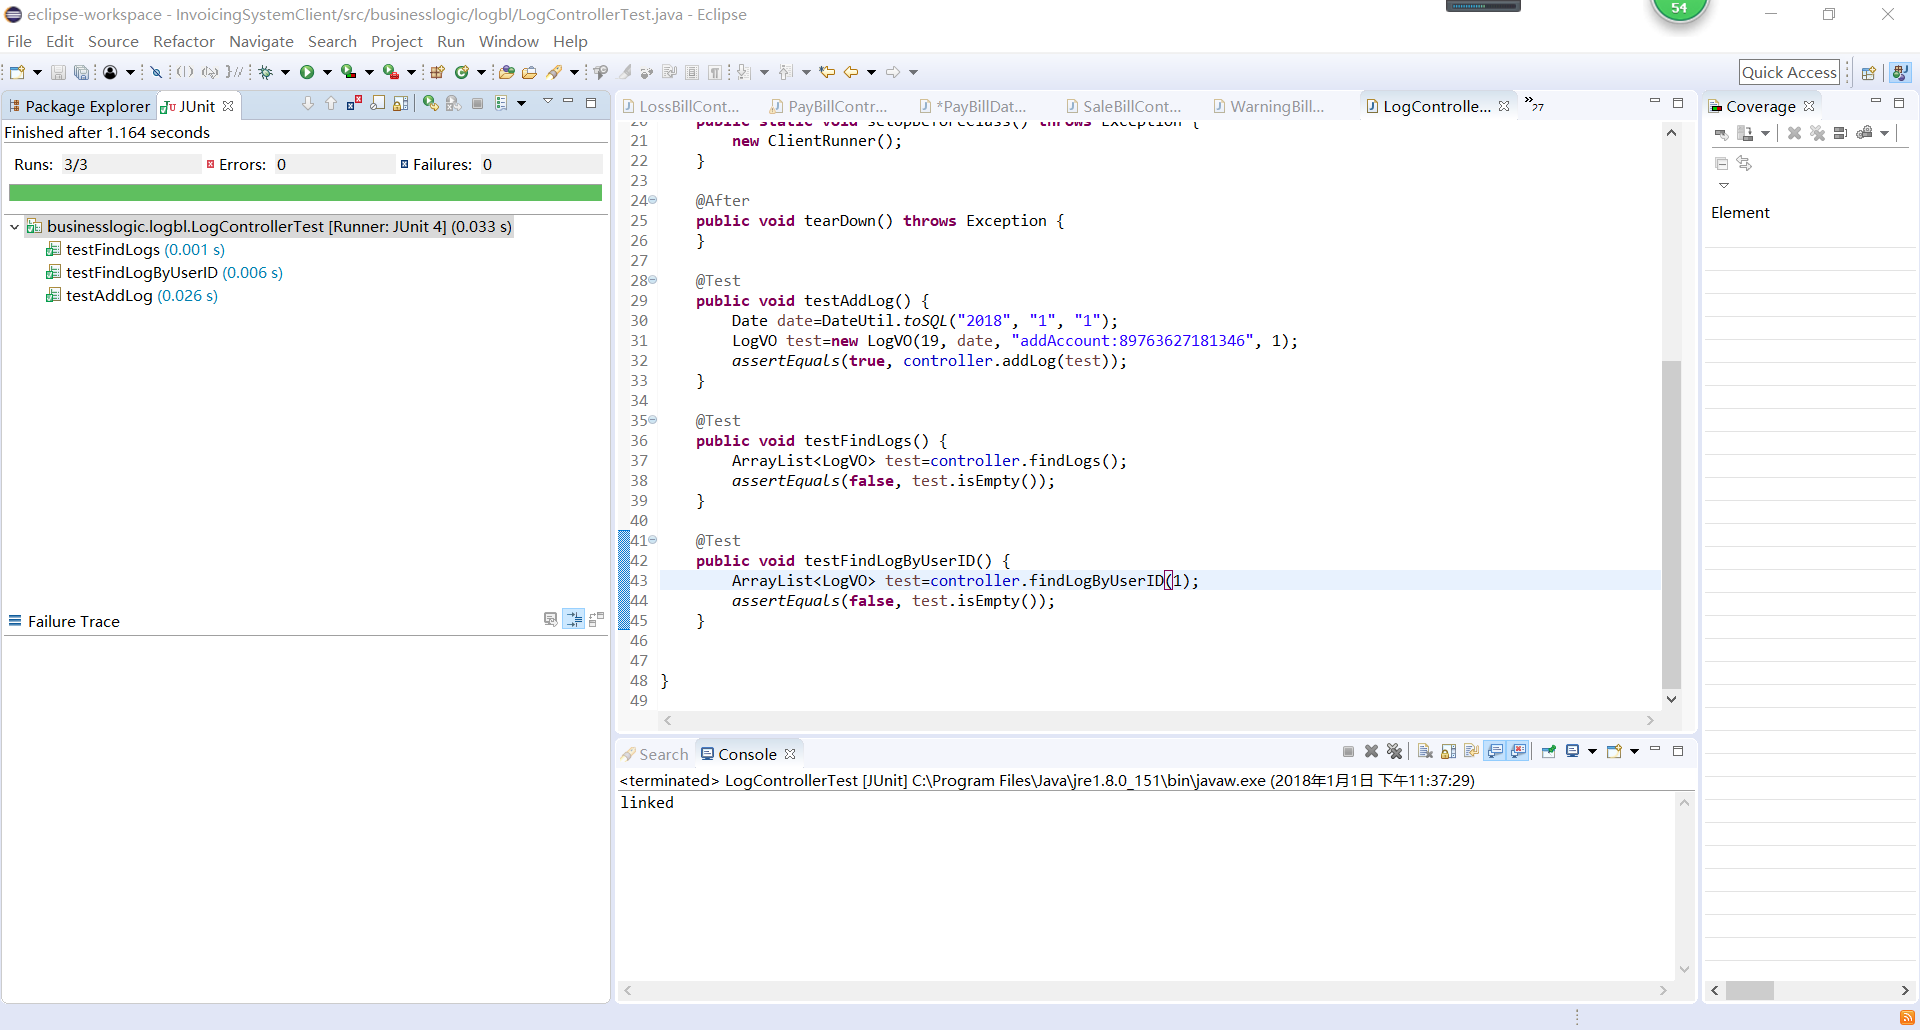 eclipse-workspace - InvoicingSystemClient/src/businesslogic/logbl/LogControllerTest.java - Eclipse
54
File Edit Source Refactor Navigate Search Project Run Window Help
Quick Access
Package Explorer JUnit
Finished after 1.164 seconds
Runs: 3/3 Errors: 0 Failures: 0
businesslogic.logbl.LogControllerTest [Runner: JUnit 4] (0.033 s)
testFindLogs (0.001 s)
testFindLogByUserID (0.006 s)
testAddLog (0.026 s)
Failure Trace
LossBillCont... PayBillContr... *PayBillDat... SaleBillCont... WarningBill... LogControlle... »27
20 public static void setUpBeforeClass() throws Exception {
21 new ClientRunner();
22 }
23
24 @After
25 public void tearDown() throws Exception {
26 }
27
28 @Test
29 public void testAddLog() {
30 Date date=DateUtil.toSQL("2018", "1", "1");
31 LogVO test=new LogVO(19, date, "addAccount:89763627181346", 1);
32 assertEquals(true, controller.addLog(test));
33 }
34
35 @Test
36 public void testFindLogs() {
37 ArrayList<LogVO> test=controller.findLogs();
38 assertEquals(false, test.isEmpty());
39 }
40
41 @Test
42 public void testFindLogByUserID() {
43 ArrayList<LogVO> test=controller.findLogByUserID(1);
44 assertEquals(false, test.isEmpty());
45 }
46
47
48 }
49
Search Console
<terminated> LogControllerTest [JUnit] C:\Program Files\Java\jre1.8.0_151\bin\javaw.exe (2018年1月1日 下午11:37:29)
linked
Coverage
Element